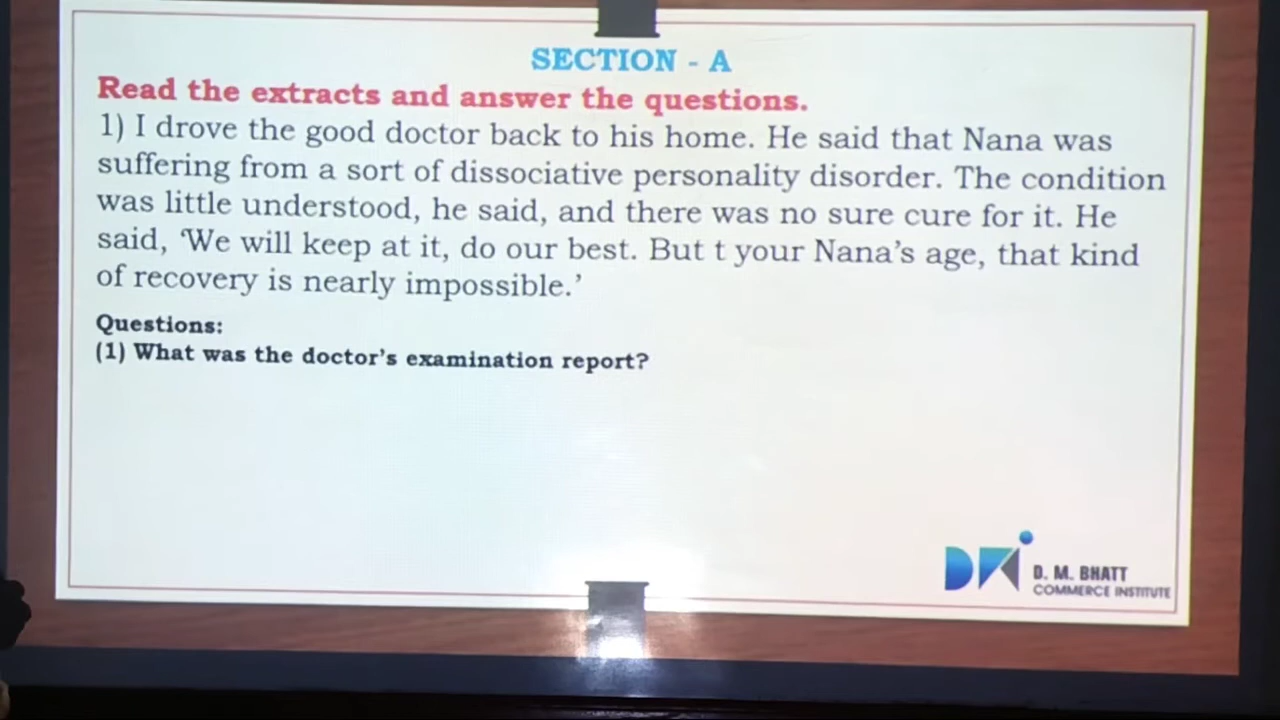 SECTION - A
Read the extracts and answer the questions.
1) I drove the good doctor back to his home. He said that Nana was
suffering from a sort of dissociative personality disorder. The condition
was little understood, he said, and there was no sure cure for it. He
said, ‘We will keep at it, do our best. But t your Nana’s age, that kind
of recovery is nearly impossible.’
Questions:
(1) What was the doctor’s examination report?
D. M. BHATT
COMMERCE INSTITUTE